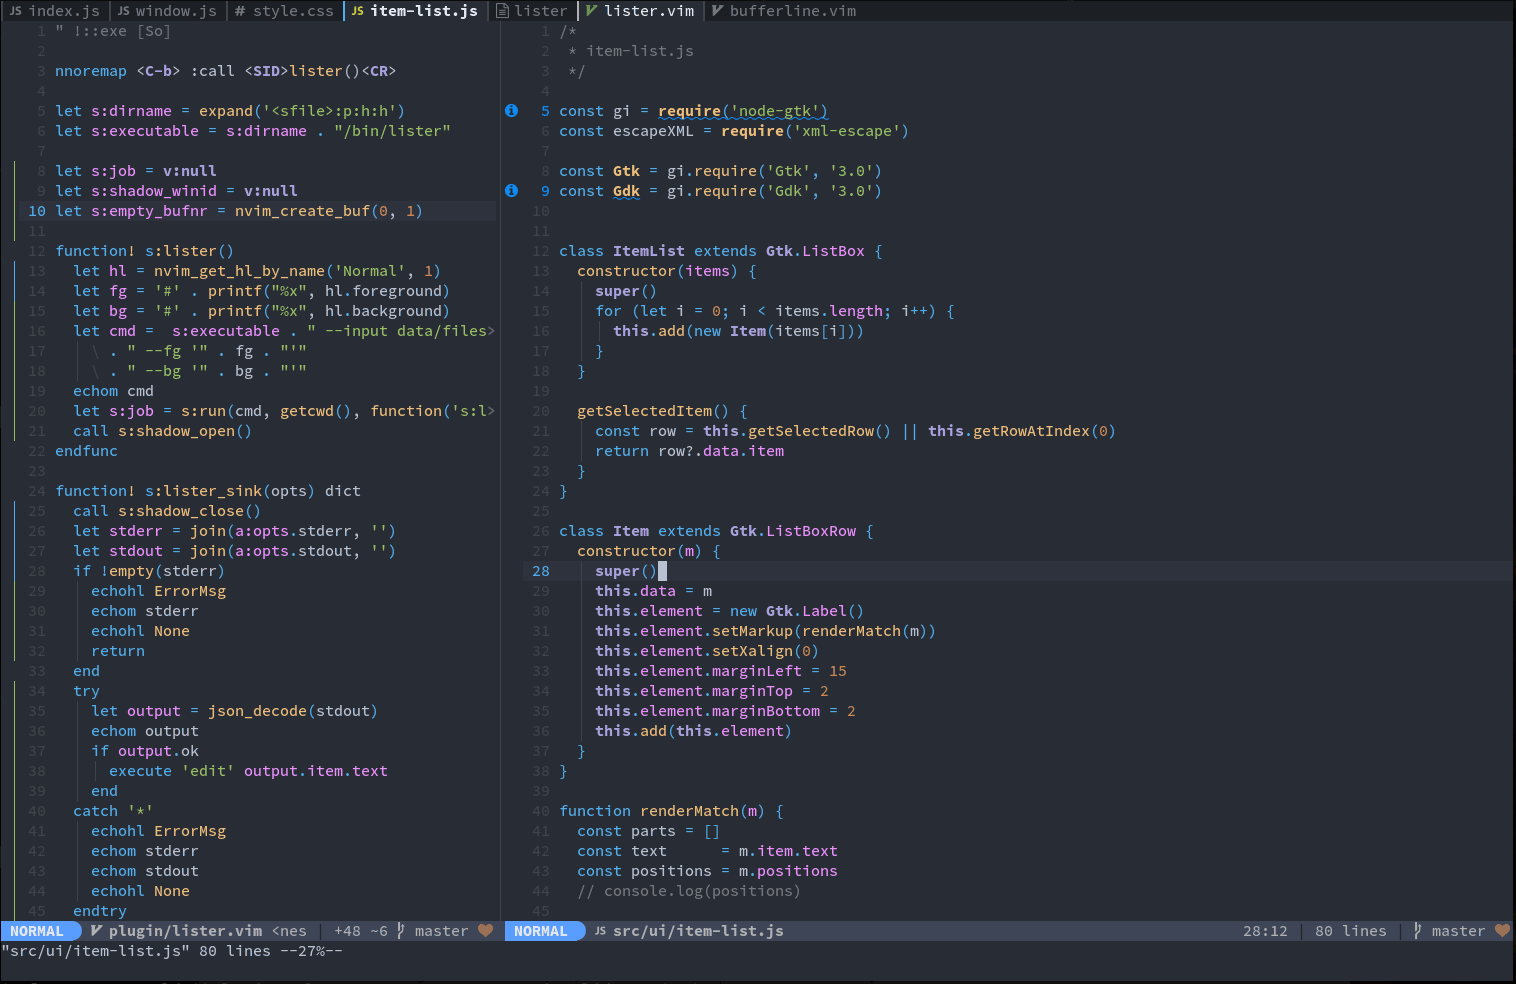 JS index.js JS window.js # style.css JS item-list.js lister lister.vim bufferline.vim
1 " !::exe [So]
2
3 nnoremap <C-b> :call <SID>lister()<CR>
4
5 let s:dirname = expand('<sfile>:p:h:h')
6 let s:executable = s:dirname . "/bin/lister"
7
8 let s:job = v:null
9 let s:shadow_winid = v:null
10 let s:empty_bufnr = nvim_create_buf(0, 1)
11
12 function! s:lister()
13 let hl = nvim_get_hl_by_name('Normal', 1)
14 let fg = '#' . printf("%x", hl.foreground)
15 let bg = '#' . printf("%x", hl.background)
16 let cmd =  s:executable . " --input data/files>
17 \ . " --fg '" . fg . "'"
18 \ . " --bg '" . bg . "'"
19 echom cmd
20 let s:job = s:run(cmd, getcwd(), function('s:l>
21 call s:shadow_open()
22 endfunc
23
24 function! s:lister_sink(opts) dict
25 call s:shadow_close()
26 let stderr = join(a:opts.stderr, '')
27 let stdout = join(a:opts.stdout, '')
28 if !empty(stderr)
29 echohl ErrorMsg
30 echom stderr
31 echohl None
32 return
33 end
34 try
35 let output = json_decode(stdout)
36 echom output
37 if output.ok
38 execute 'edit' output.item.text
39 end
40 catch '*'
41 echohl ErrorMsg
42 echom stderr
43 echom stdout
44 echohl None
45 endtry
NORMAL plugin/lister.vim <nes | +48 ~6 master
1 /*
2 * item-list.js
3 */
4
5 const gi = require('node-gtk')
6 const escapeXML = require('xml-escape')
7
8 const Gtk = gi.require('Gtk', '3.0')
9 const Gdk = gi.require('Gdk', '3.0')
10
11
12 class ItemList extends Gtk.ListBox {
13 constructor(items) {
14 super()
15 for (let i = 0; i < items.length; i++) {
16 this.add(new Item(items[i]))
17 }
18 }
19
20 getSelectedItem() {
21 const row = this.getSelectedRow() || this.getRowAtIndex(0)
22 return row?.data.item
23 }
24 }
25
26 class Item extends Gtk.ListBoxRow {
27 constructor(m) {
28 super()
29 this.data = m
30 this.element = new Gtk.Label()
31 this.element.setMarkup(renderMatch(m))
32 this.element.setXalign(0)
33 this.element.marginLeft = 15
34 this.element.marginTop = 2
35 this.element.marginBottom = 2
36 this.add(this.element)
37 }
38 }
39
40 function renderMatch(m) {
41 const parts = []
42 const text      = m.item.text
43 const positions = m.positions
44 // console.log(positions)
45
NORMAL JS src/ui/item-list.js 28:12 | 80 lines | master
"src/ui/item-list.js" 80 lines --27%--